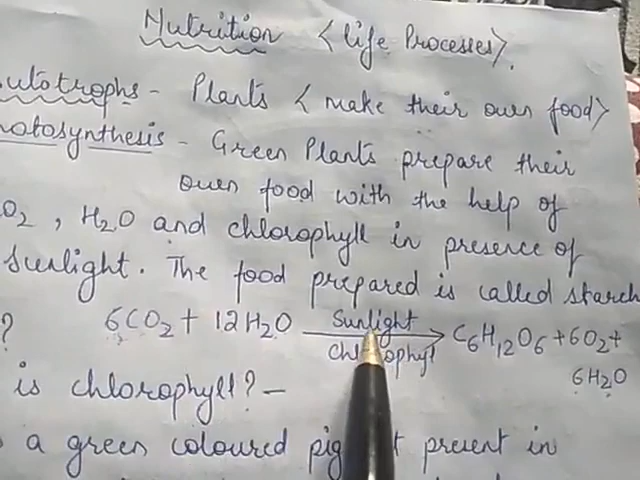 Nutrition <life Processes>.
utotrophs - Plants <make their own food>
hotosynthesis - Green Plants prepare their
own food with the help of
O2, H2O and chlorophyll in presence of
sunlight. The food prepared is called starch
? 6CO2 + 12H2O Sunlight → C6H12O6 + 6O2 +
Chlorophyl 6H2O
is chlorophyll? -
a green coloured present in